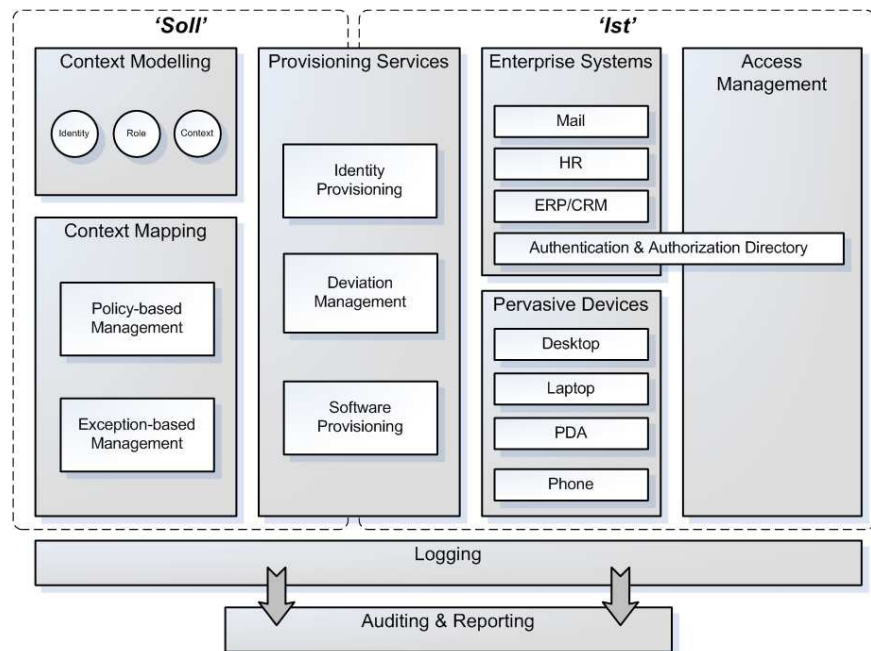 'Soll'
'Ist'
Context Modelling
Identity
Role
Context
Context Mapping
Policy-based
Management
Exception-based
Management
Provisioning Services
Identity
Provisioning
Deviation
Management
Software
Provisioning
Enterprise Systems
Mail
HR
ERP/CRM
Authentication & Authorization Directory
Pervasive Devices
Desktop
Laptop
PDA
Phone
Access
Management
Logging
Auditing & Reporting